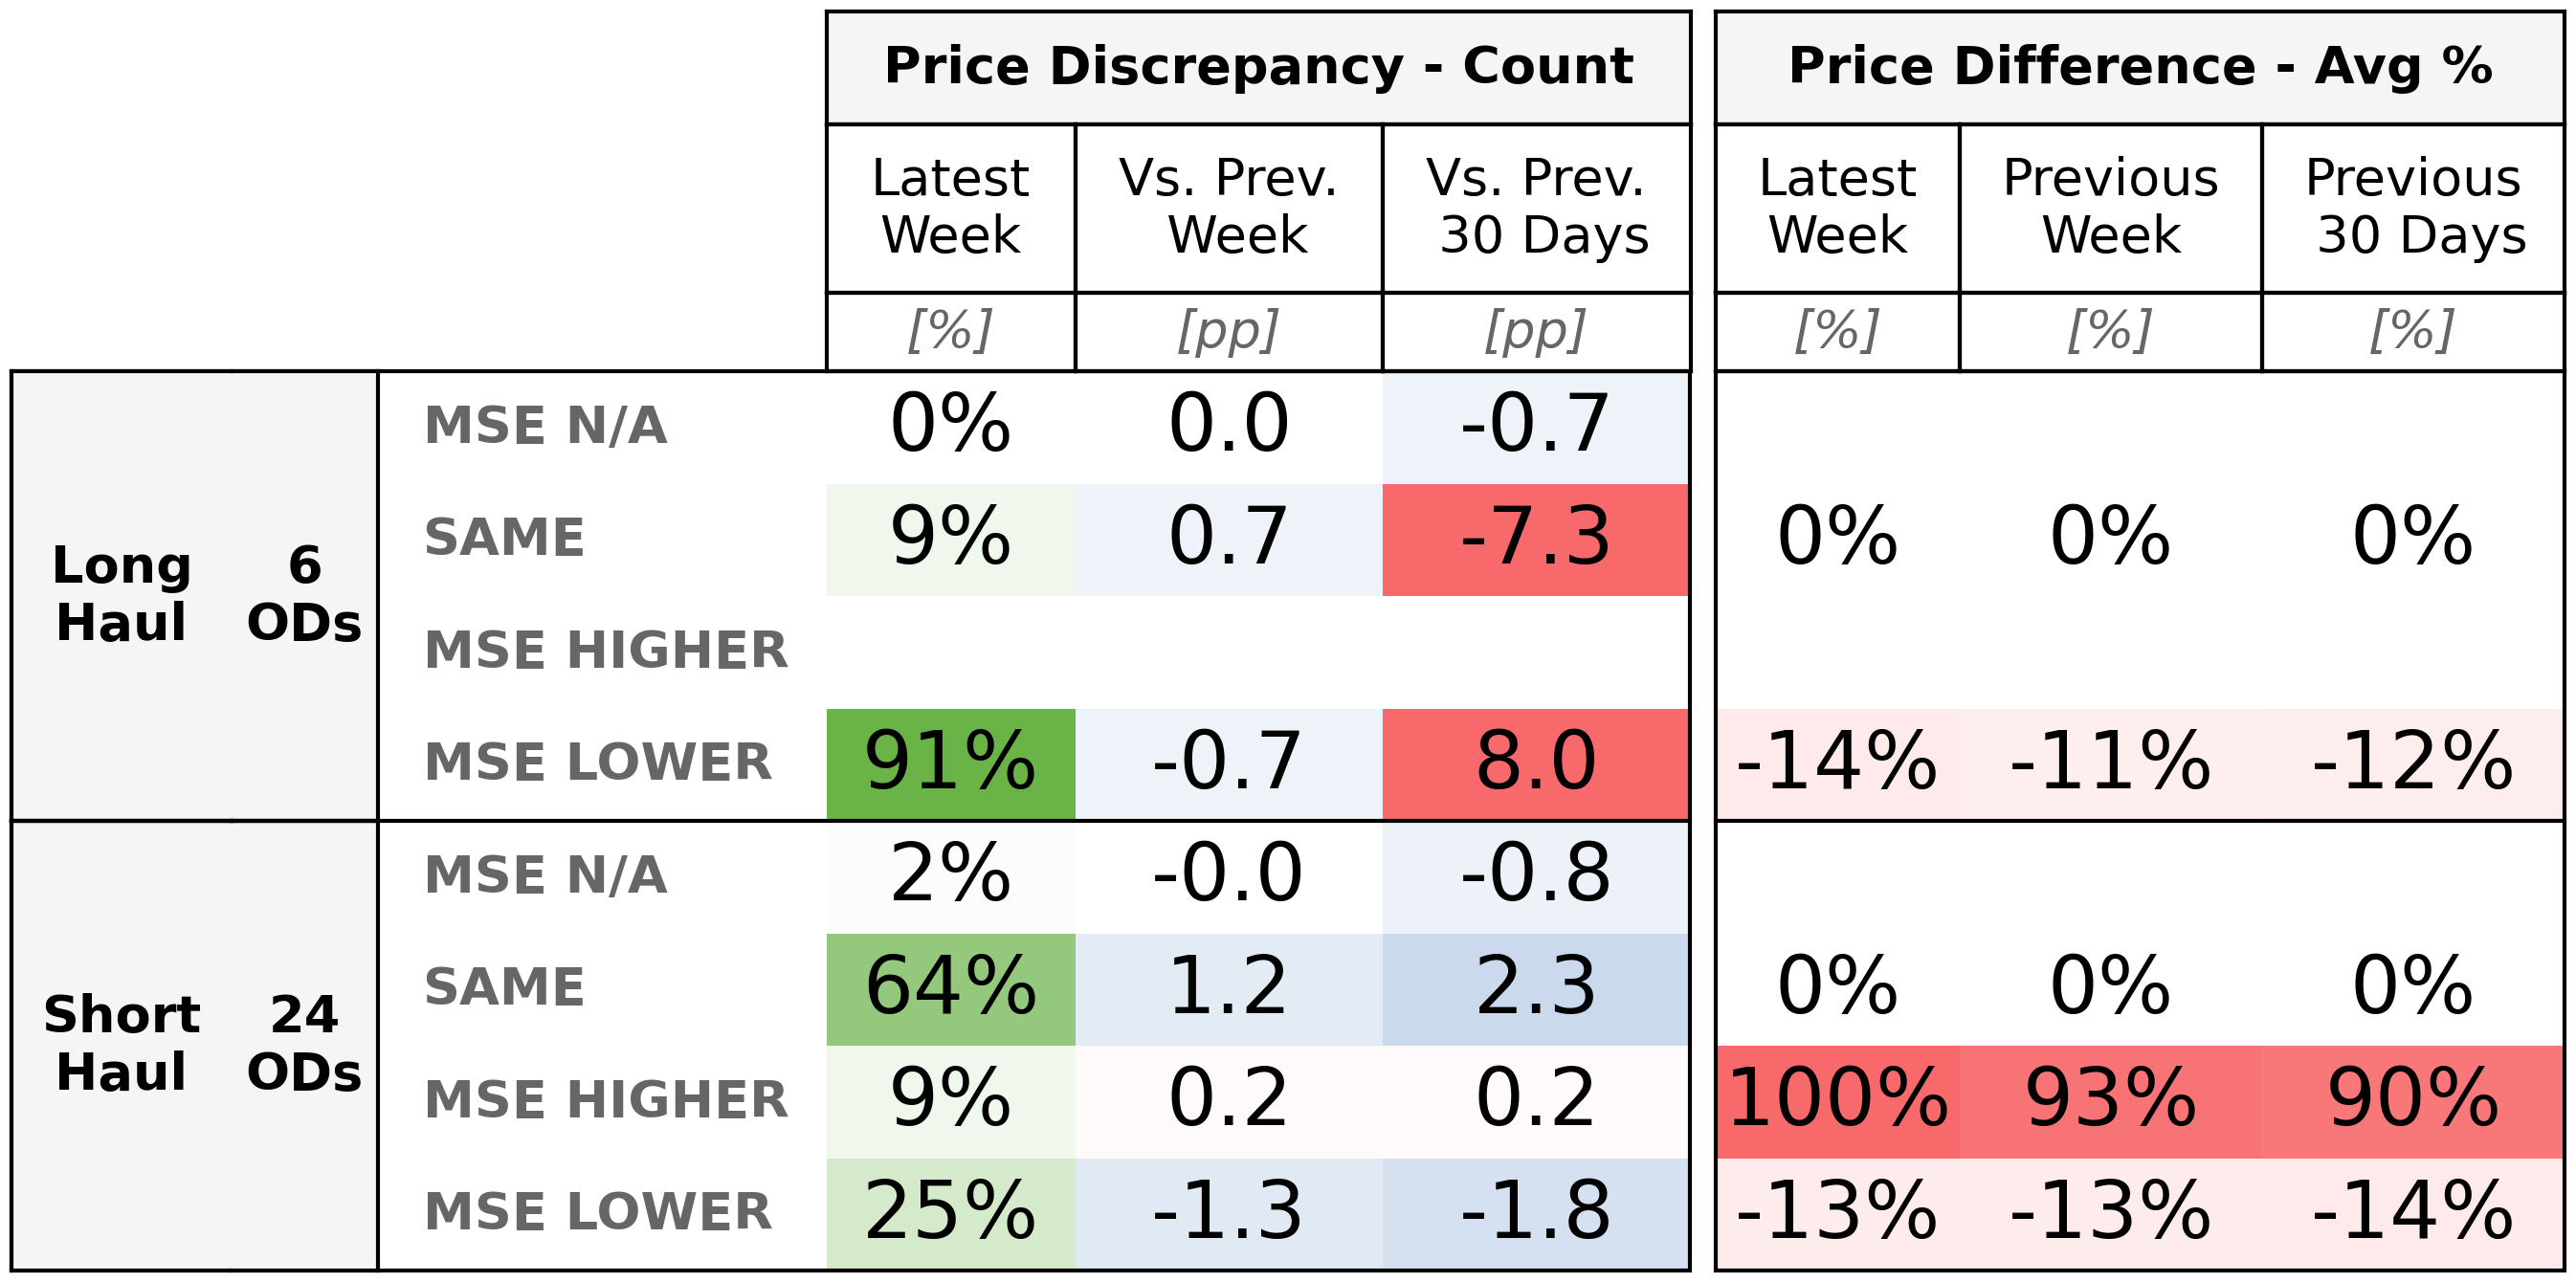 Price Discrepancy - Count Price Difference - Avg %
Latest Week Vs. Prev. Week Vs. Prev. 30 Days Latest Week Previous Week Previous 30 Days
[%] [pp] [pp] [%] [%] [%]
Long Haul 6 ODs
MSE N/A 0% 0.0 -0.7
SAME 9% 0.7 -7.3 0% 0% 0%
MSE HIGHER
MSE LOWER 91% -0.7 8.0 -14% -11% -12%
Short Haul 24 ODs
MSE N/A 2% -0.0 -0.8
SAME 64% 1.2 2.3 0% 0% 0%
MSE HIGHER 9% 0.2 0.2 100% 93% 90%
MSE LOWER 25% -1.3 -1.8 -13% -13% -14%